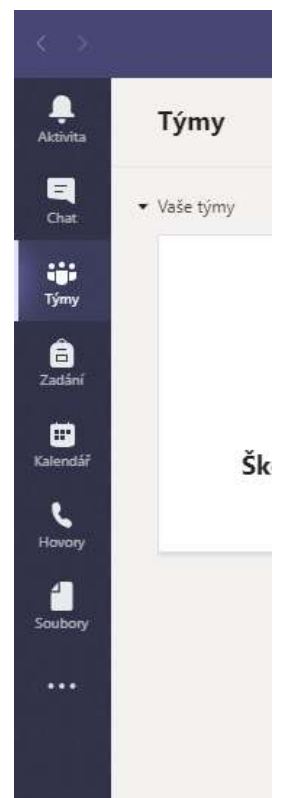 Aktivita
Chat
Týmy
Zadání
Kalendář
Hovory
Soubory
Týmy
Vaše týmy